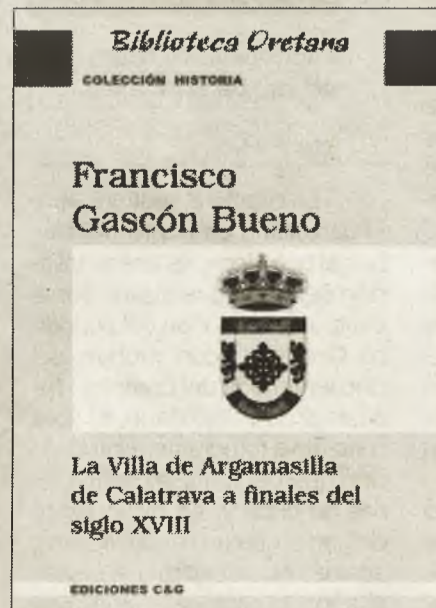 Biblioteca Oretana
COLECCIÓN HISTORIA
Francisco
Gascón Bueno
La Villa de Argamasilla
de Calatrava a finales del
siglo XVIII
EDICIONES C&G